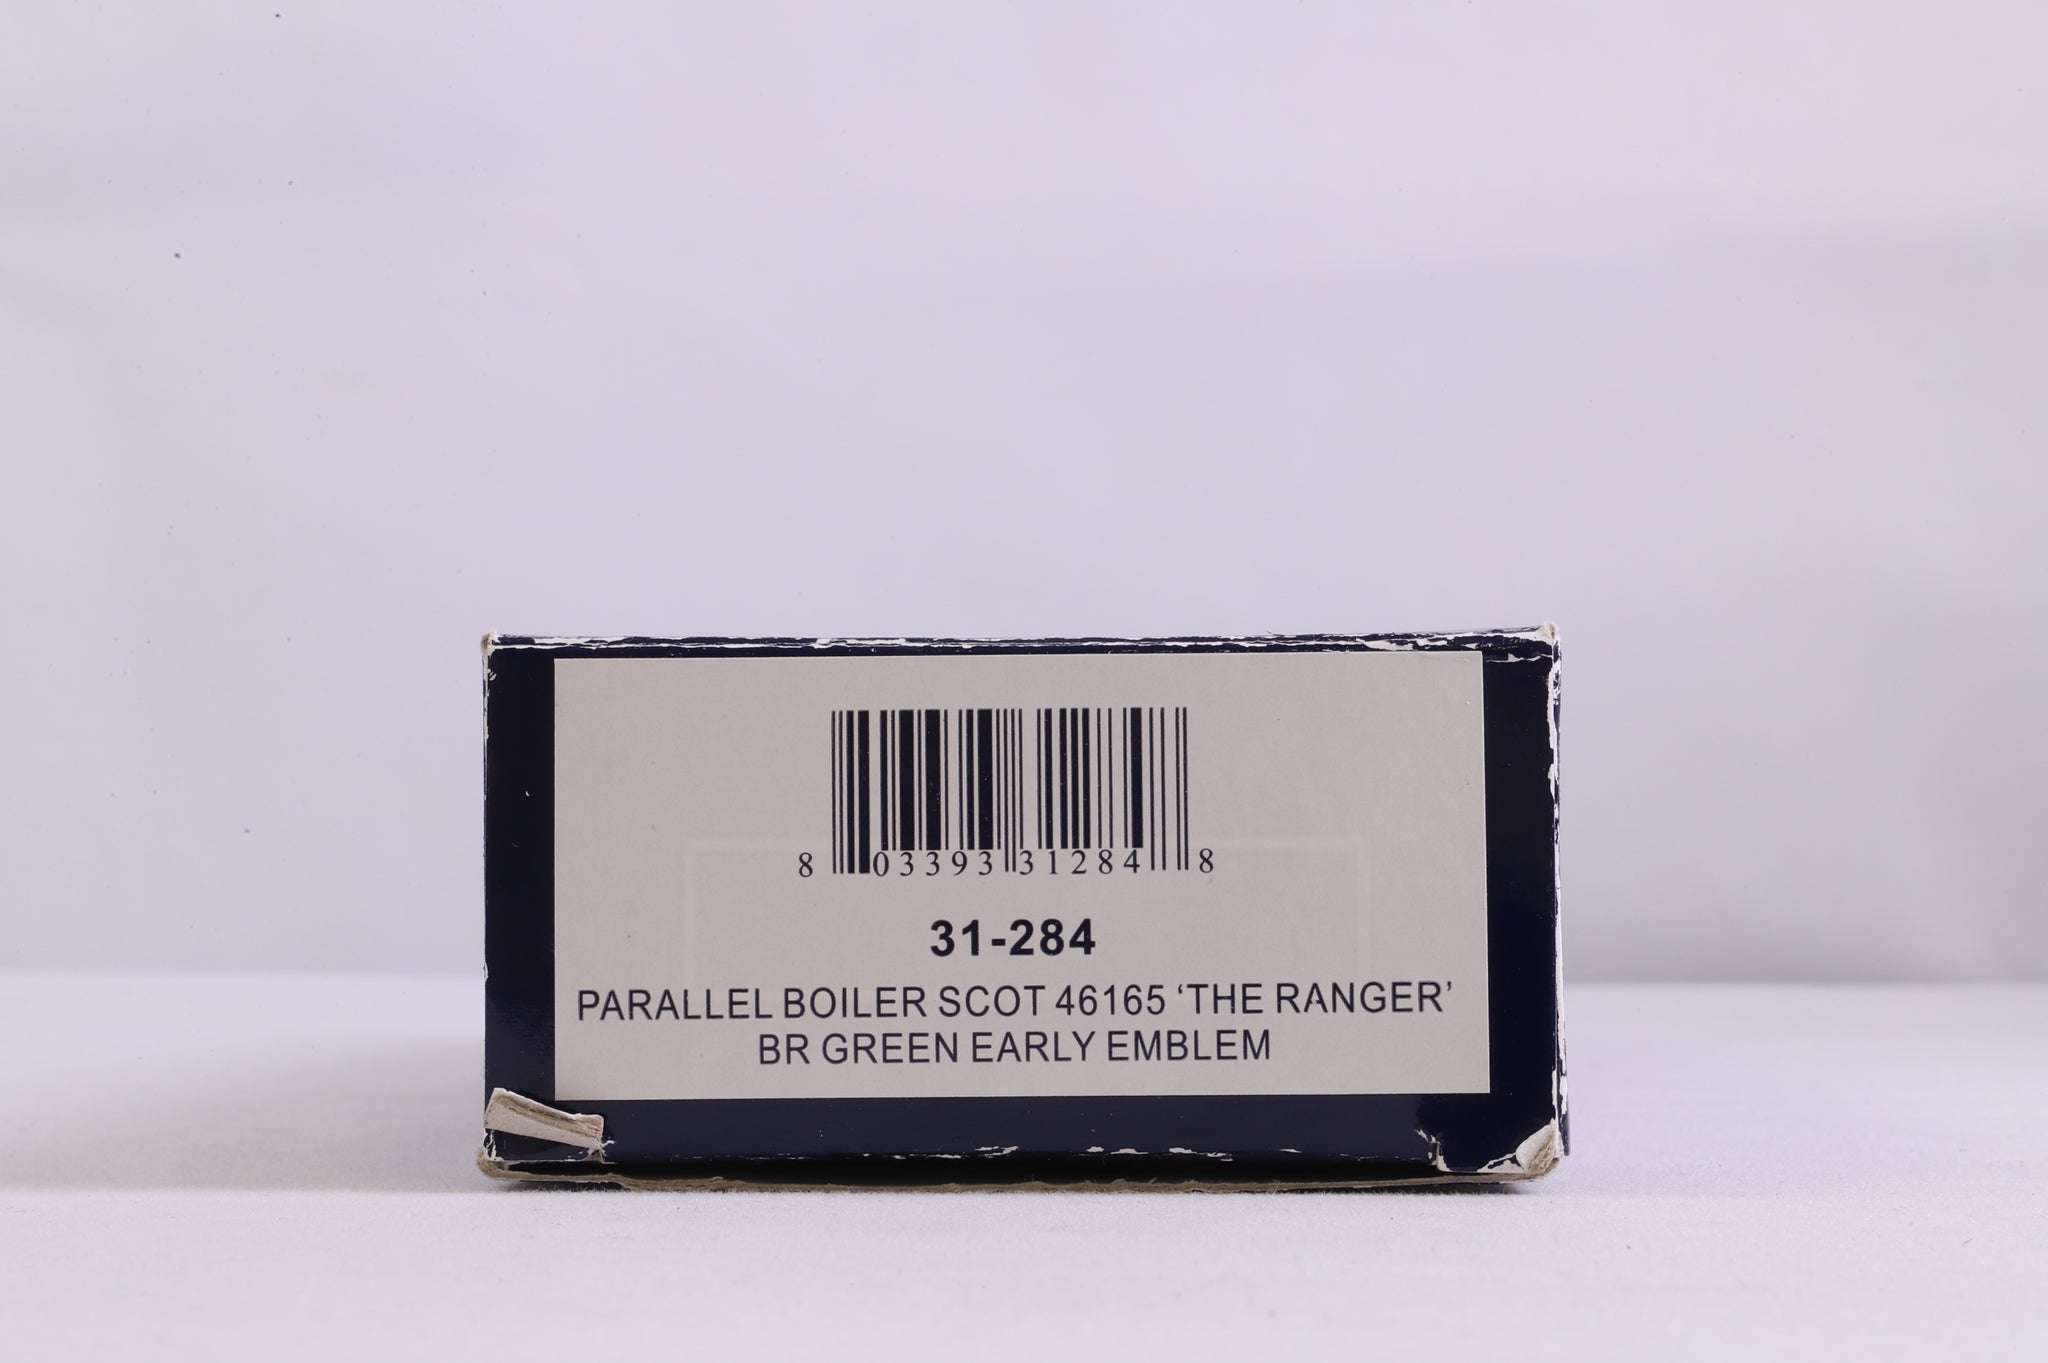 8 03393 31284 8
31-284
PARALLEL BOILER SCOT 46165 ‘THE RANGER’
BR GREEN EARLY EMBLEM